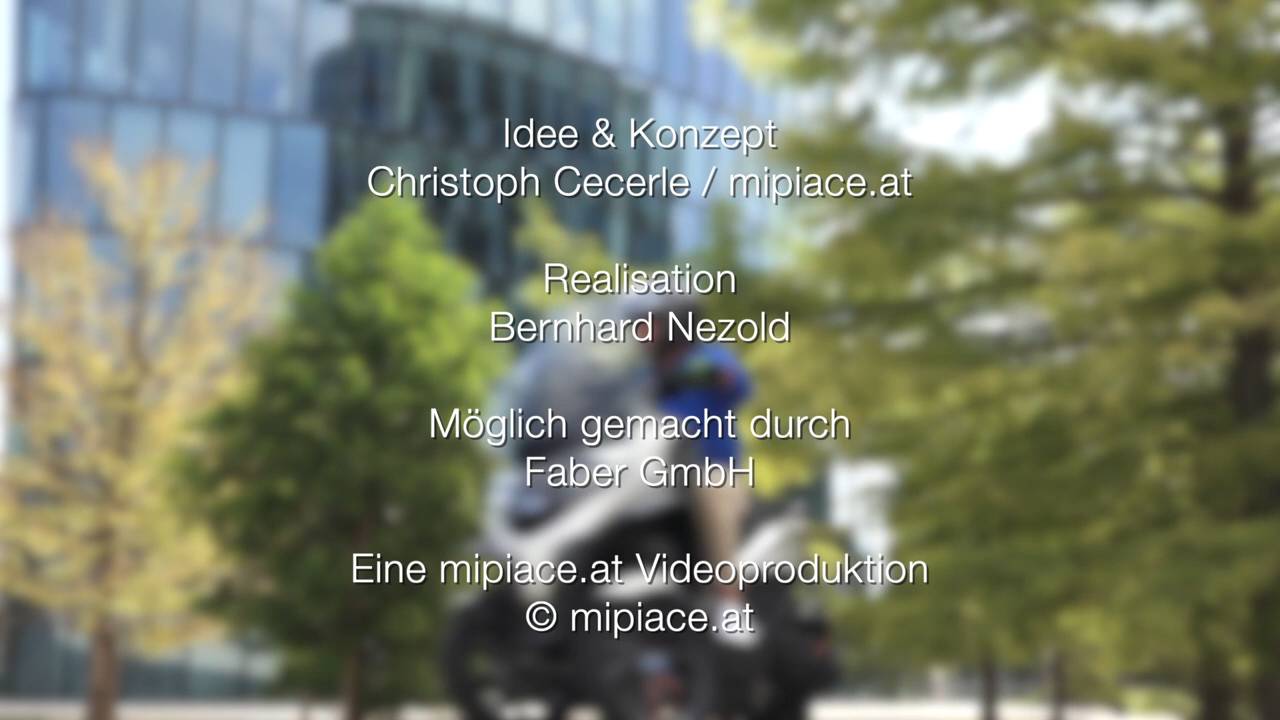 Idee & Konzept
Christoph Cecerle / mipiace.at
Realisation
Bernhard Nezold
Möglich gemacht durch
Faber GmbH
Eine mipiace.at Videoproduktion
© mipiace.at